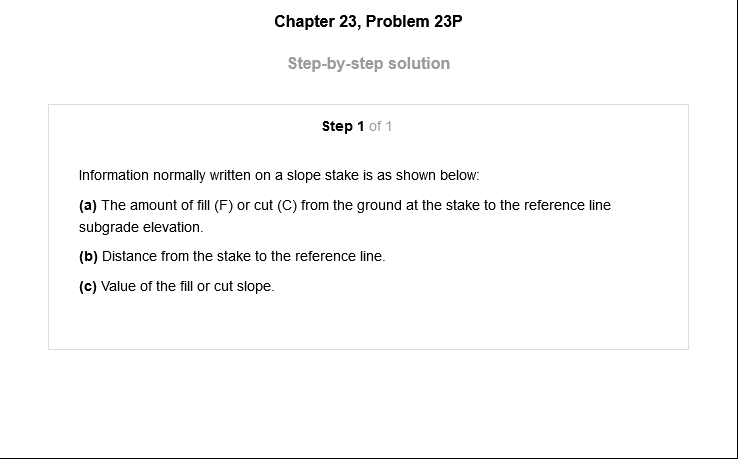 Chapter 23, Problem 23P
Step-by-step solution
Step 1 of 1
Information normally written on a slope stake is as shown below:
(a) The amount of fill (F) or cut (C) from the ground at the stake to the reference line
subgrade elevation.
(b) Distance from the stake to the reference line.
(c) Value of the fill or cut slope.